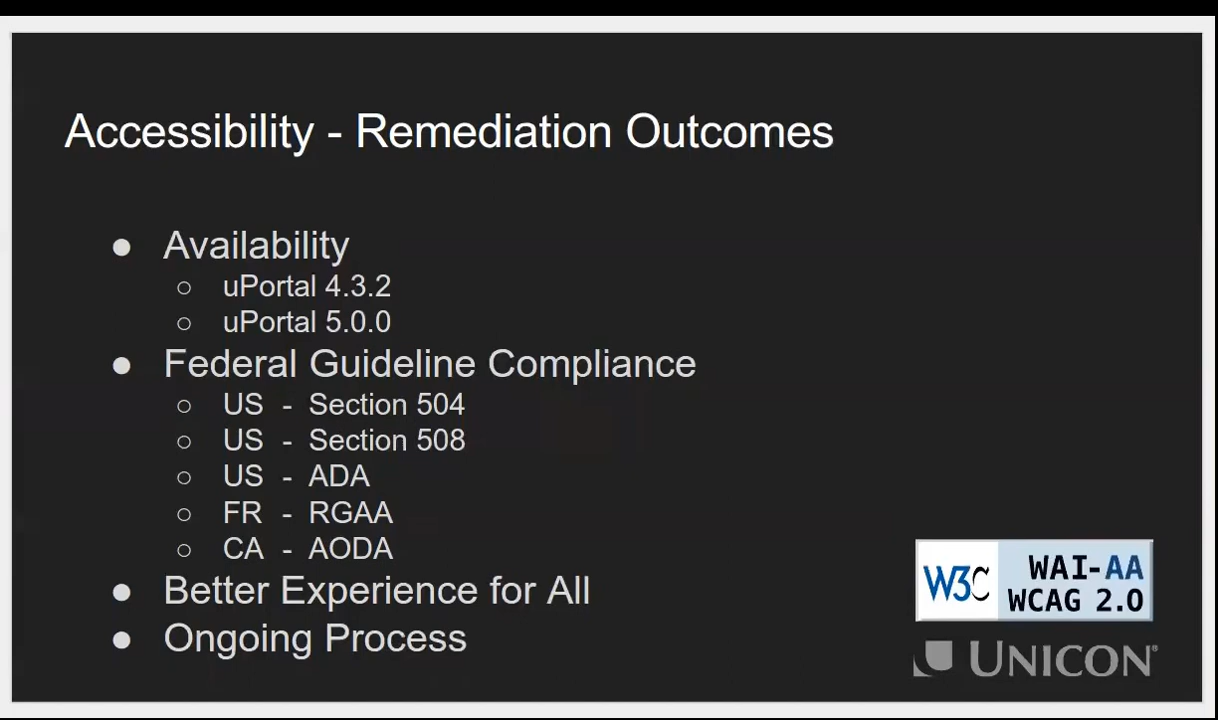 Accessibility - Remediation Outcomes
● Availability
○ uPortal 4.3.2
○ uPortal 5.0.0
● Federal Guideline Compliance
○ US - Section 504
○ US - Section 508
○ US - ADA
○ FR - RGAA
○ CA - AODA
● Better Experience for All
● Ongoing Process
W3C WAI-AA
WCAG 2.0
UNICON®